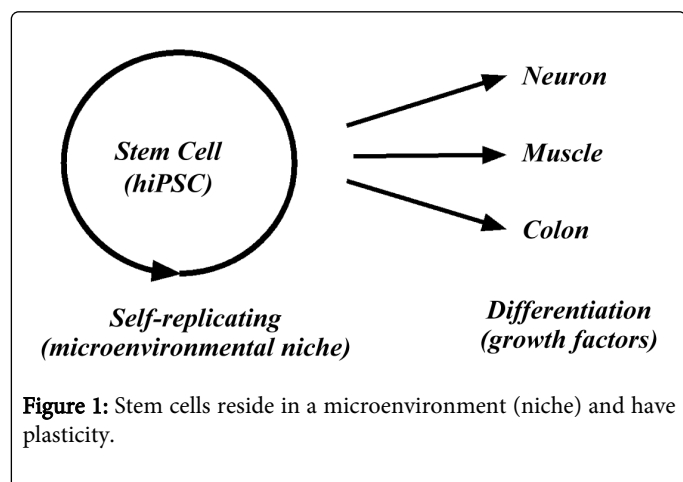 Stem Cell
(hiPSC)
Neuron
Muscle
Colon
Self-replicating
(microenvironmental niche)
Differentiation
(growth factors)
Figure 1: Stem cells reside in a microenvironment (niche) and have
plasticity.